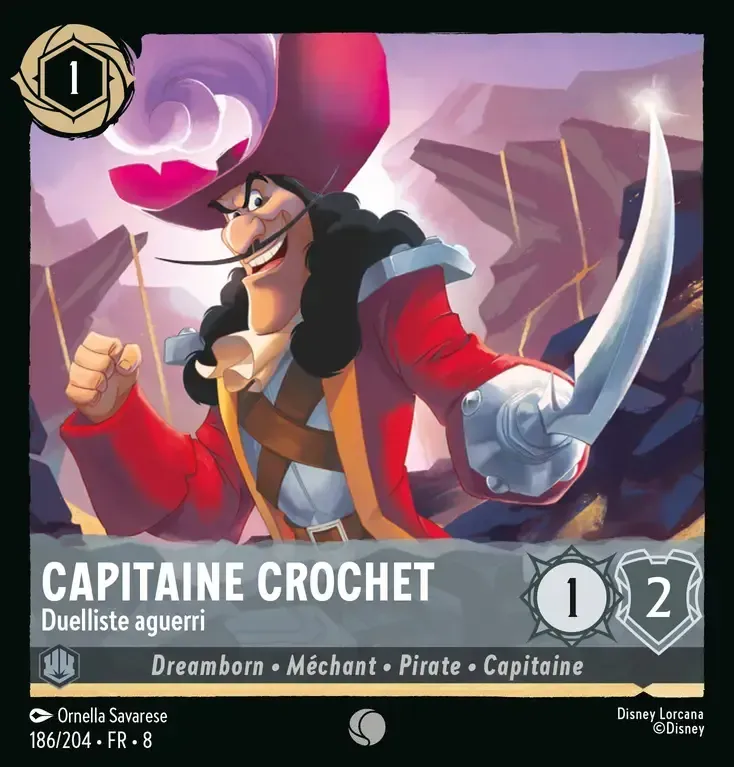 1
CAPITAINE CROCHET
Duelliste aguerri
1
2
Dreamborn • Méchant • Pirate • Capitaine
Ornella Savarese
186/204 • FR • 8
Disney Lorcana
©Disney